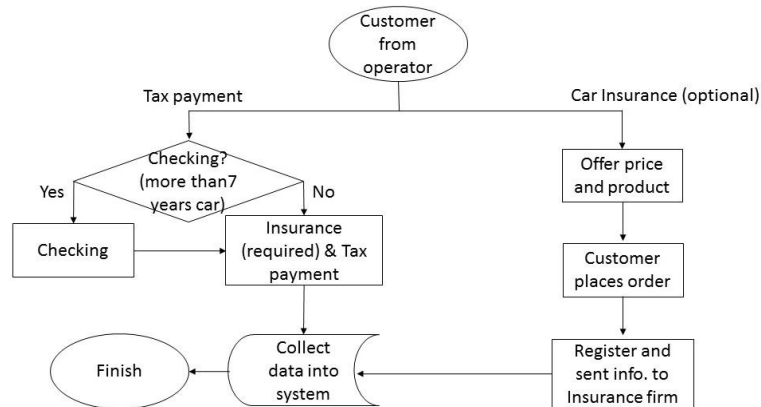 Customer
from
operator
Tax payment
Car Insurance (optional)
Checking?
(more than7
years car)
Yes
No
Offer price
and product
Checking
Insurance
(required) & Tax
payment
Customer
places order
Finish
Collect
data into
system
Register and
sent info. to
Insurance firm